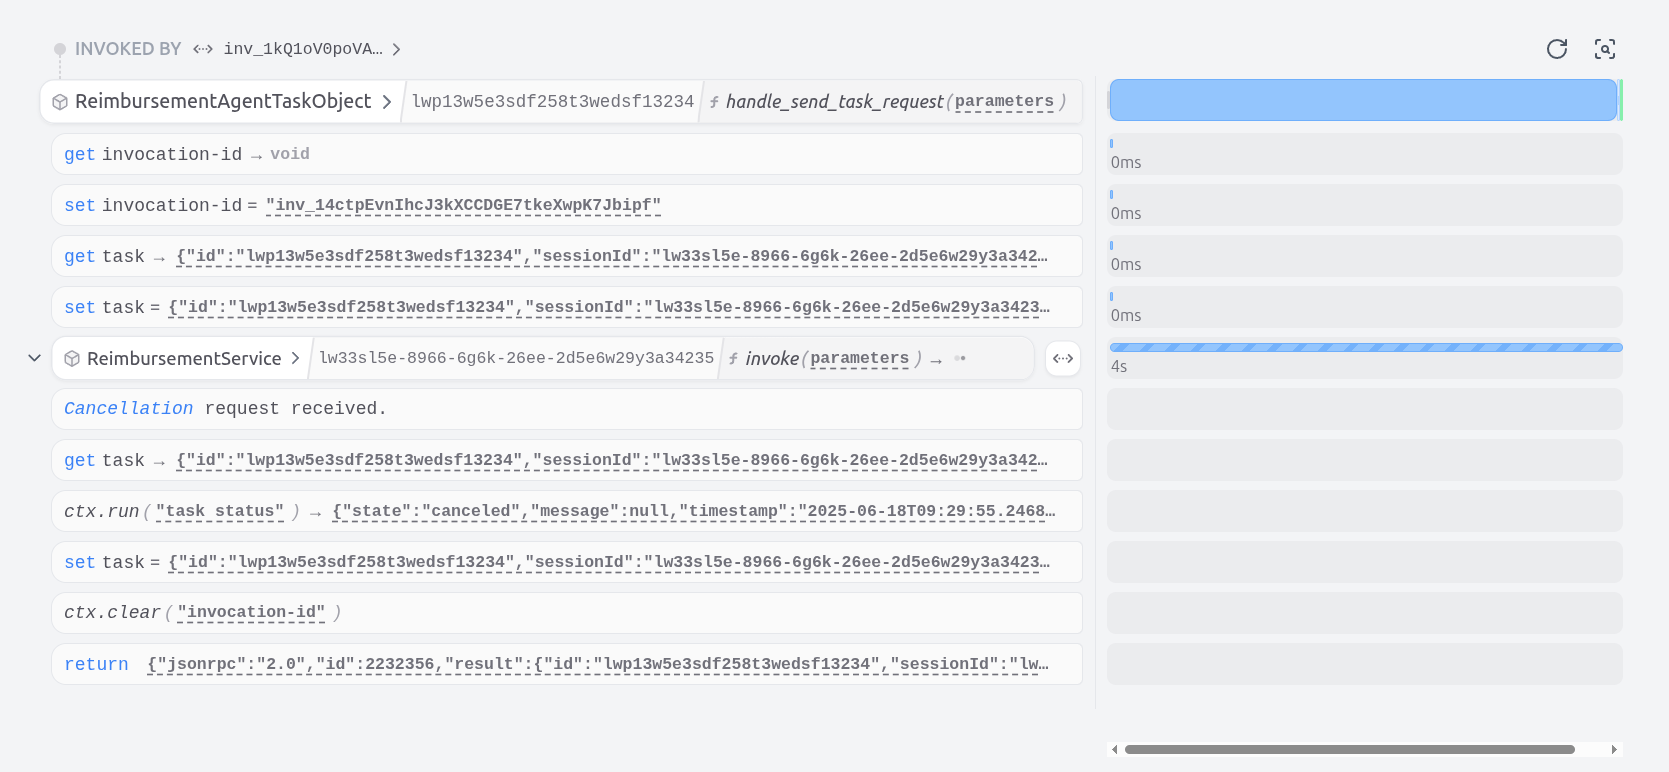 INVOKED BY inv_1kQ1oV0poVA…
ReimbursementAgentTaskObject lwp13w5e3sdf258t3wedsf13234 ƒ handle_send_task_request(parameters)
get invocation-id → void
0ms
set invocation-id = "inv_14ctpEvnIhcJ3kXCCDGE7tkeXwpK7Jbipf"
0ms
get task → {"id":"lwp13w5e3sdf258t3wedsf13234","sessionId":"lw33sl5e-8966-6g6k-26ee-2d5e6w29y3a342…
0ms
set task = {"id":"lwp13w5e3sdf258t3wedsf13234","sessionId":"lw33sl5e-8966-6g6k-26ee-2d5e6w29y3a3423…
0ms
ReimbursementService lw33sl5e-8966-6g6k-26ee-2d5e6w29y3a34235 ƒ invoke(parameters) →
4s
Cancellation request received.
get task → {"id":"lwp13w5e3sdf258t3wedsf13234","sessionId":"lw33sl5e-8966-6g6k-26ee-2d5e6w29y3a342…
ctx.run("task status") → {"state":"canceled","message":null,"timestamp":"2025-06-18T09:29:55.2468…
set task = {"id":"lwp13w5e3sdf258t3wedsf13234","sessionId":"lw33sl5e-8966-6g6k-26ee-2d5e6w29y3a3423…
ctx.clear("invocation-id")
return {"jsonrpc":"2.0","id":2232356,"result":{"id":"lwp13w5e3sdf258t3wedsf13234","sessionId":"lw…